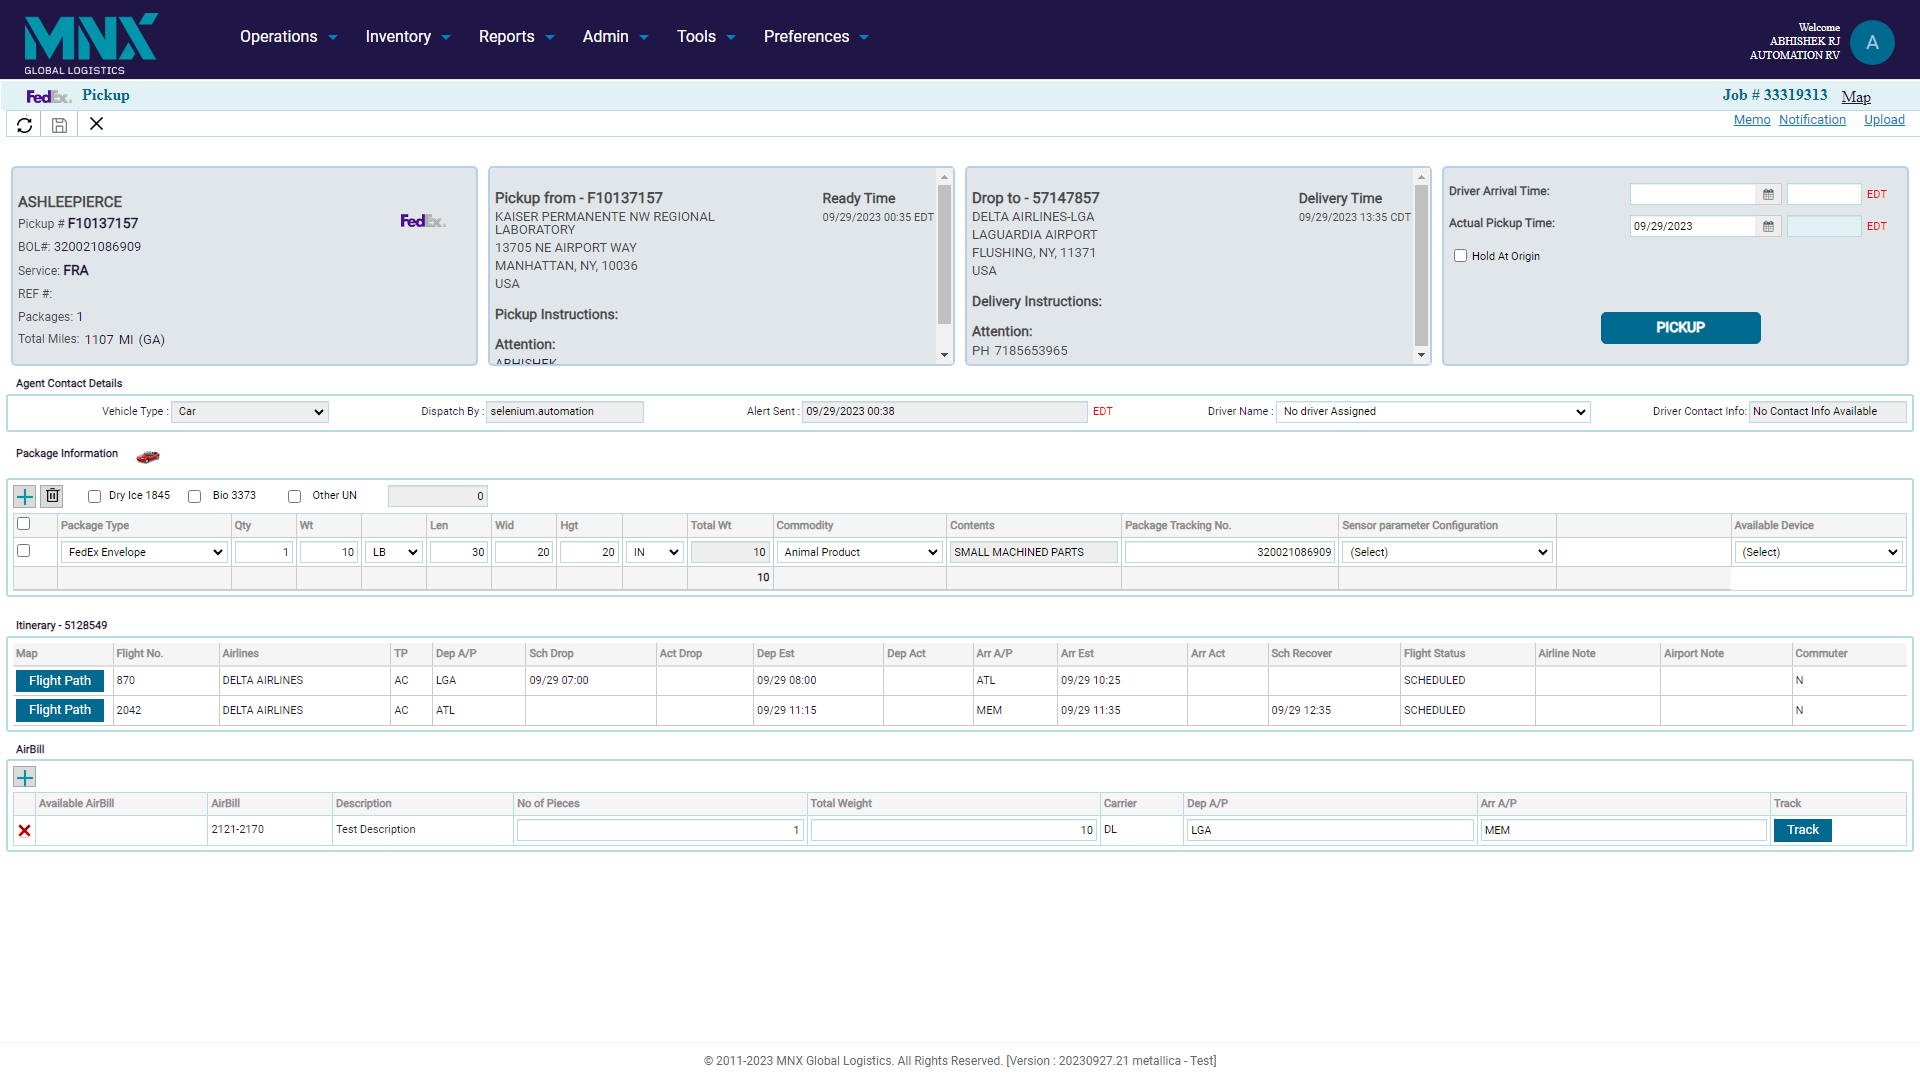 MNX
GLOBAL LOGISTICS
Operations Inventory Reports Admin Tools Preferences
Welcome
ABHISHEK RJ
AUTOMATION RV
A
FedEx. Pickup
Job # 33319313 Map
Memo Notification Upload
ASHLEEPIERCE
Pickup # F10137157
FedEx.
BOL#: 320021086909
Service: FRA
REF #:
Packages: 1
Total Miles: 1107 MI (GA)
Pickup from - F10137157 Ready Time
KAISER PERMANENTE NW REGIONAL 09/29/2023 00:35 EDT
LABORATORY
13705 NE AIRPORT WAY
MANHATTAN, NY, 10036
USA
Pickup Instructions:
Attention:
ABHISHEK
Drop to - 57147857 Delivery Time
DELTA AIRLINES-LGA 09/29/2023 13:35 CDT
LAGUARDIA AIRPORT
FLUSHING, NY, 11371
USA
Delivery Instructions:
Attention:
PH 7185653965
Driver Arrival Time: EDT
Actual Pickup Time: 09/29/2023 EDT
Hold At Origin
PICKUP
Agent Contact Details
Vehicle Type : Car Dispatch By : selenium.automation Alert Sent : 09/29/2023 00:38 EDT Driver Name : No driver Assigned Driver Contact Info: No Contact Info Available
Package Information
Dry Ice 1845 Bio 3373 Other UN 0
Package Type Qty Wt Len Wid Hgt Total Wt Commodity Contents Package Tracking No. Sensor parameter Configuration Available Device
FedEx Envelope 1 10 LB 30 20 20 IN 10 Animal Product SMALL MACHINED PARTS 320021086909 (Select) (Select)
10
Itinerary - 5128549
Map Flight No. Airlines TP Dep A/P Sch Drop Act Drop Dep Est Dep Act Arr A/P Arr Est Arr Act Sch Recover Flight Status Airline Note Airport Note Commuter
Flight Path 870 DELTA AIRLINES AC LGA 09/29 07:00 09/29 08:00 ATL 09/29 10:25 SCHEDULED N
Flight Path 2042 DELTA AIRLINES AC ATL 09/29 11:15 MEM 09/29 11:35 09/29 12:35 SCHEDULED N
AirBill
Available AirBill AirBill Description No of Pieces Total Weight Carrier Dep A/P Arr A/P Track
2121-2170 Test Description 1 10 DL LGA MEM Track
© 2011-2023 MNX Global Logistics. All Rights Reserved. [Version : 20230927.21 metallica - Test]